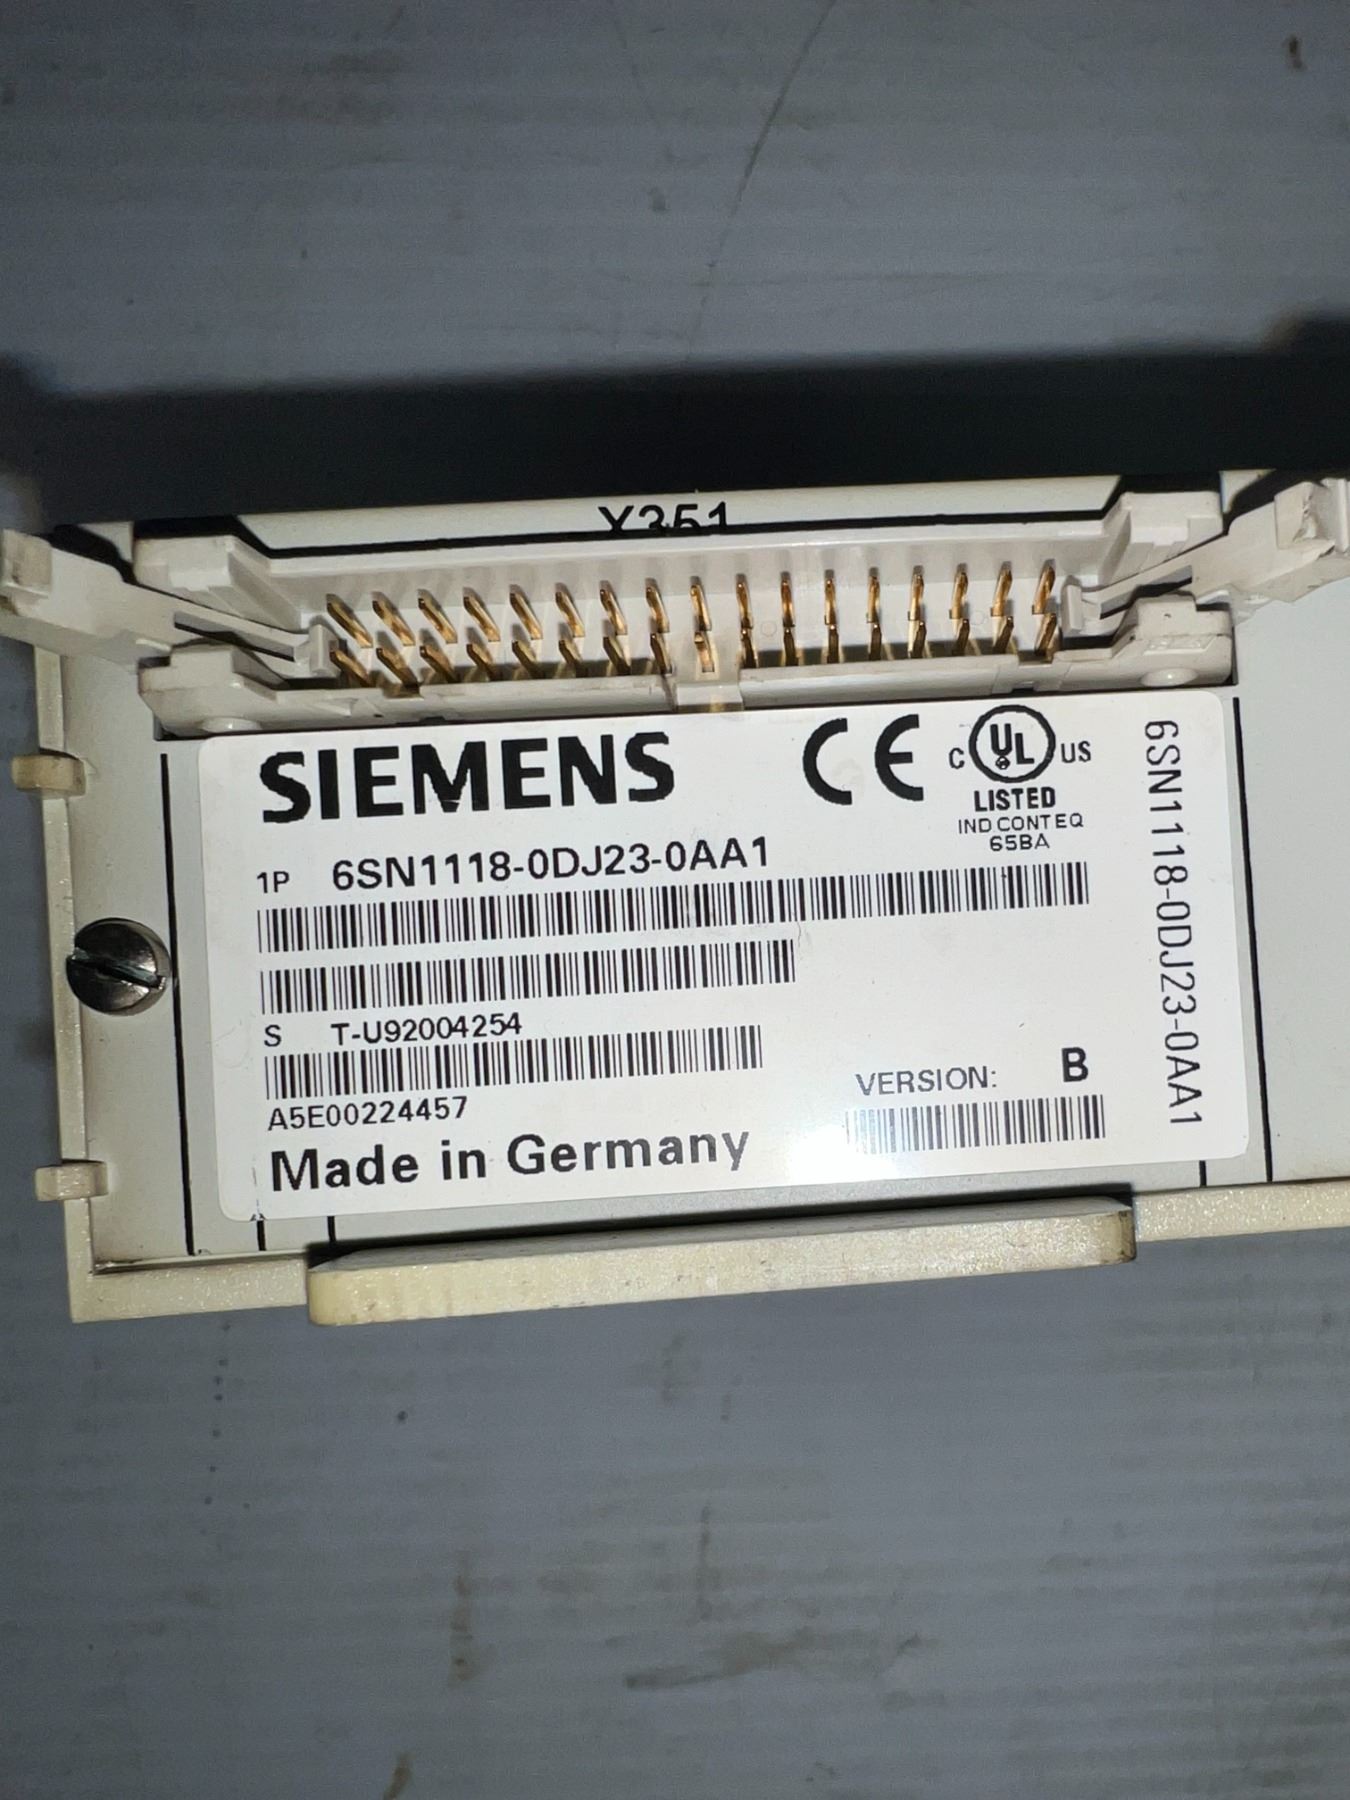 X351
SIEMENS
CE
C UL US
LISTED
IND.CONT.EQ
65BA
1P 6SN1118-0DJ23-0AA1
S T-U92004254
A5E00224457
VERSION: B
Made in Germany
6SN1118-0DJ23-0AA1